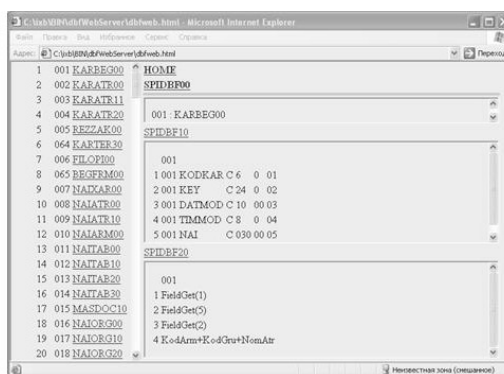 C:\ixb\BIN\dbfWebServer\dbfweb.html - Microsoft Internet Explorer
Файл Правка Вид Избранное Сервис Справка
Адрес: C:\ixb\BIN\dbfWebServer\dbfweb.html Переход
1 001 KARBEG00
2 002 KARATR00
3 003 KARATR11
4 004 KARATR20
5 005 REZZAK00
6 064 KARTER30
7 006 FILOPI00
8 065 BEGFRM00
9 007 NAIXAR00
10 008 NAIATR00
11 009 NAIATR10
12 010 NAIARM00
13 011 NAITAB00
14 012 NAITAB10
15 013 NAITAB20
16 014 NAITAB30
17 015 MASDOC10
18 016 NAIORG00
19 017 NAIORG10
20 018 NAIORG20
HOME
SPIDBF00
001 : KARBEG00
SPIDBF10
001
1 001 KODKAR C 6 0 01
2 001 KEY C 24 0 02
3 001 DATMOD C 10 00 03
4 001 TIMMOD C 8 0 04
5 001 NAI C 030 00 05
SPIDBF20
001
1 FieldGet(1)
2 FieldGet(5)
3 FieldGet(2)
4 KodArm+KodGru+NomAtr
Неизвестная зона (смешанное)